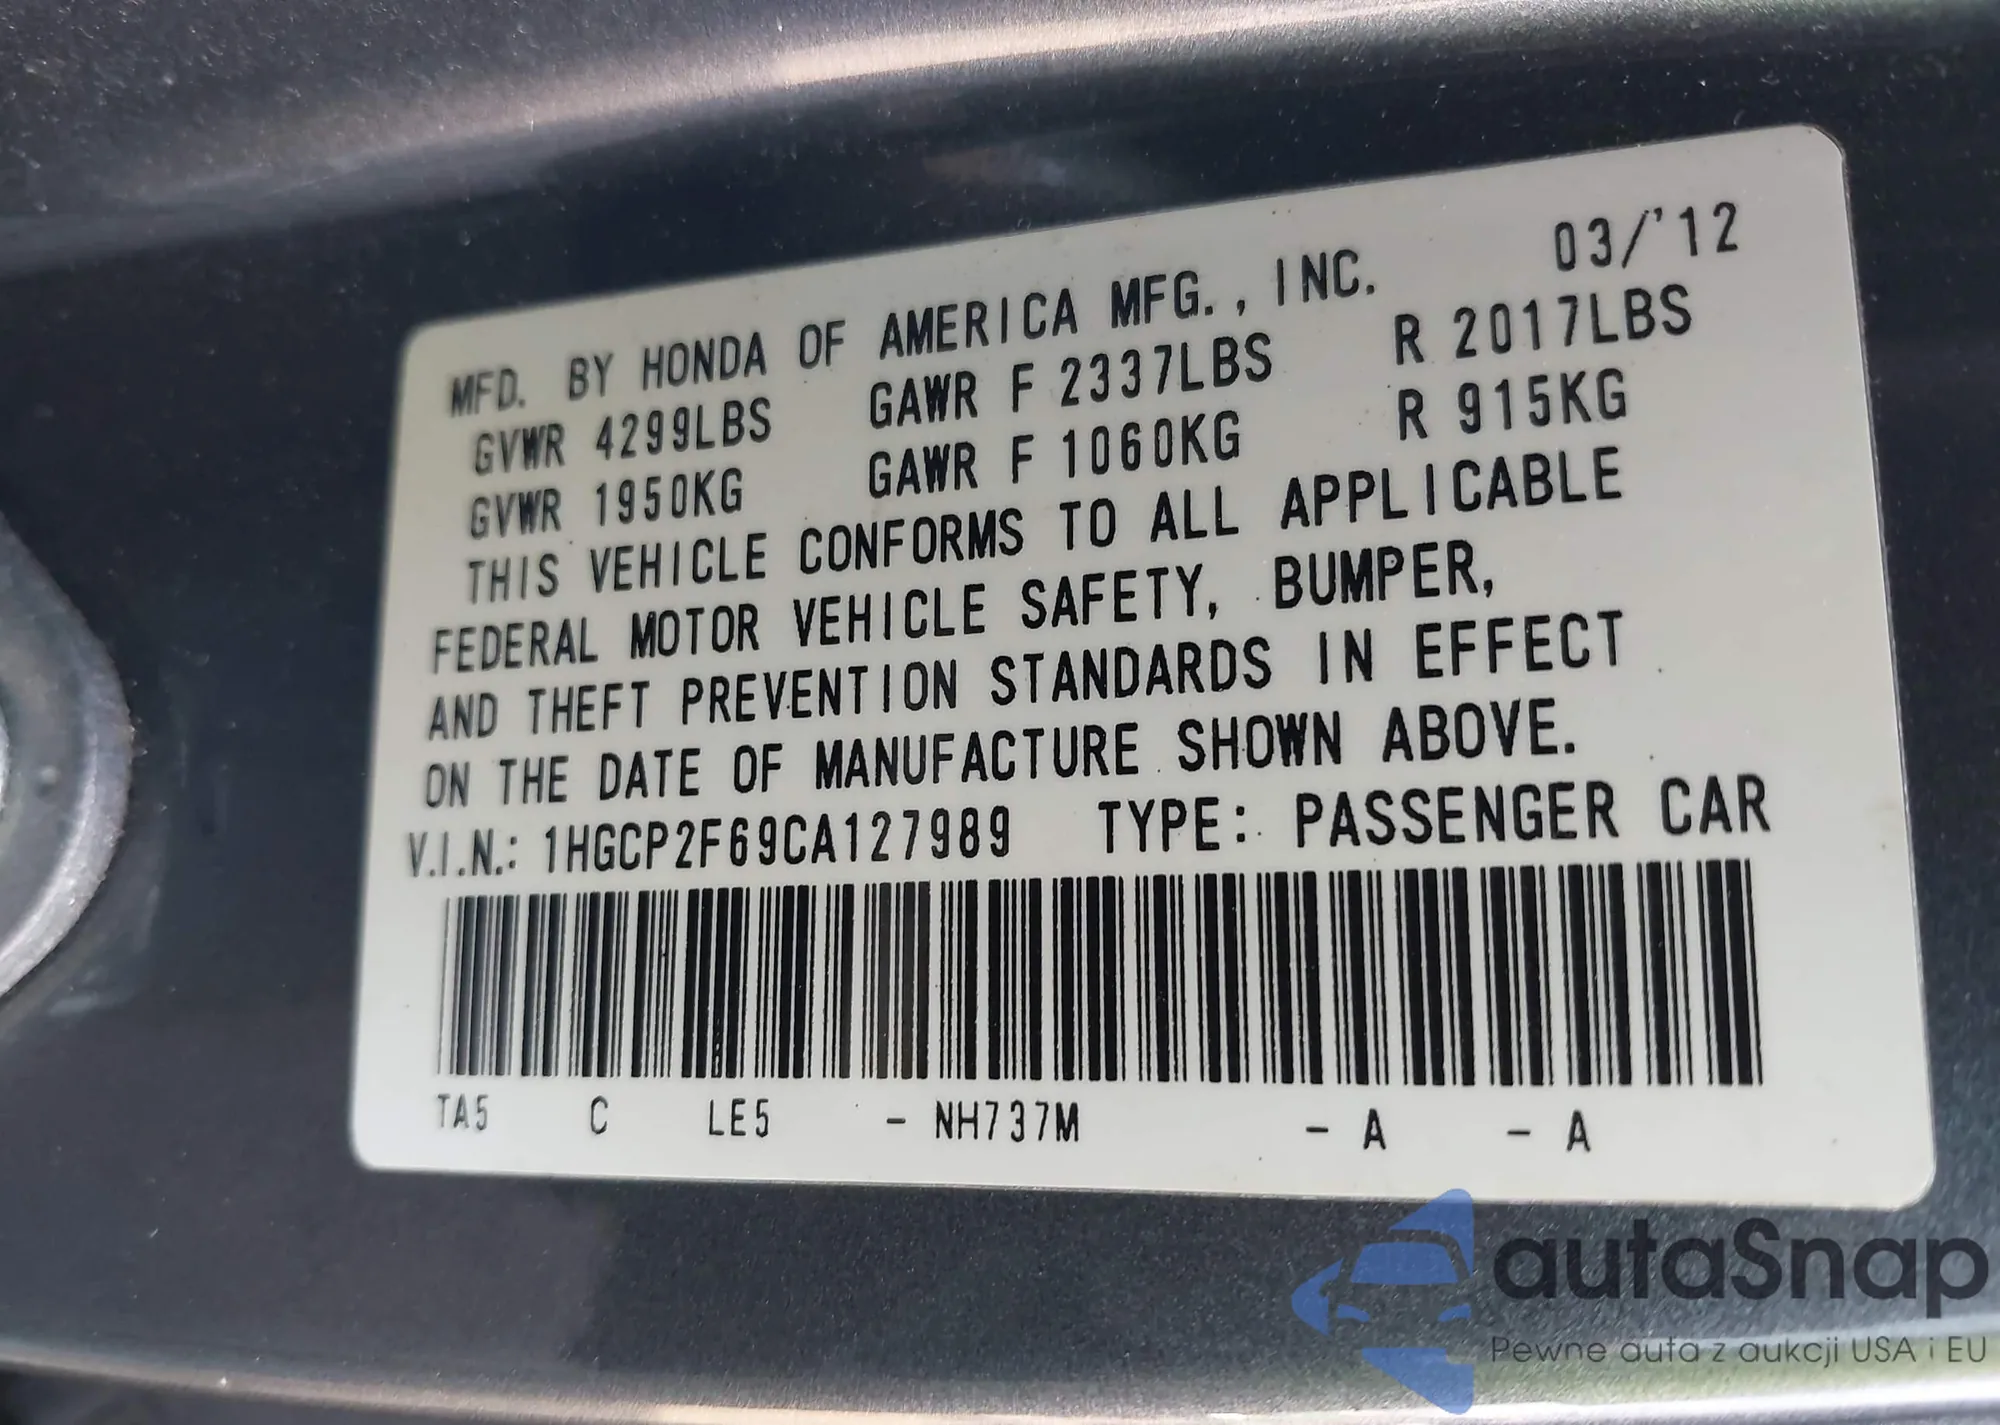 MFD. BY HONDA OF AMERICA MFG., INC. 03/'12
GVWR 4299LBS GAWR F 2337LBS R 2017LBS
GVWR 1950KG GAWR F 1060KG R 915KG
THIS VEHICLE CONFORMS TO ALL APPLICABLE
FEDERAL MOTOR VEHICLE SAFETY, BUMPER,
AND THEFT PREVENTION STANDARDS IN EFFECT
ON THE DATE OF MANUFACTURE SHOWN ABOVE.
V.I.N.: 1HGCP2F69CA127989 TYPE: PASSENGER CAR
TA5 C LE5 - NH737M - A - A
autaSnap
Pewne auta z aukcji USA i EU